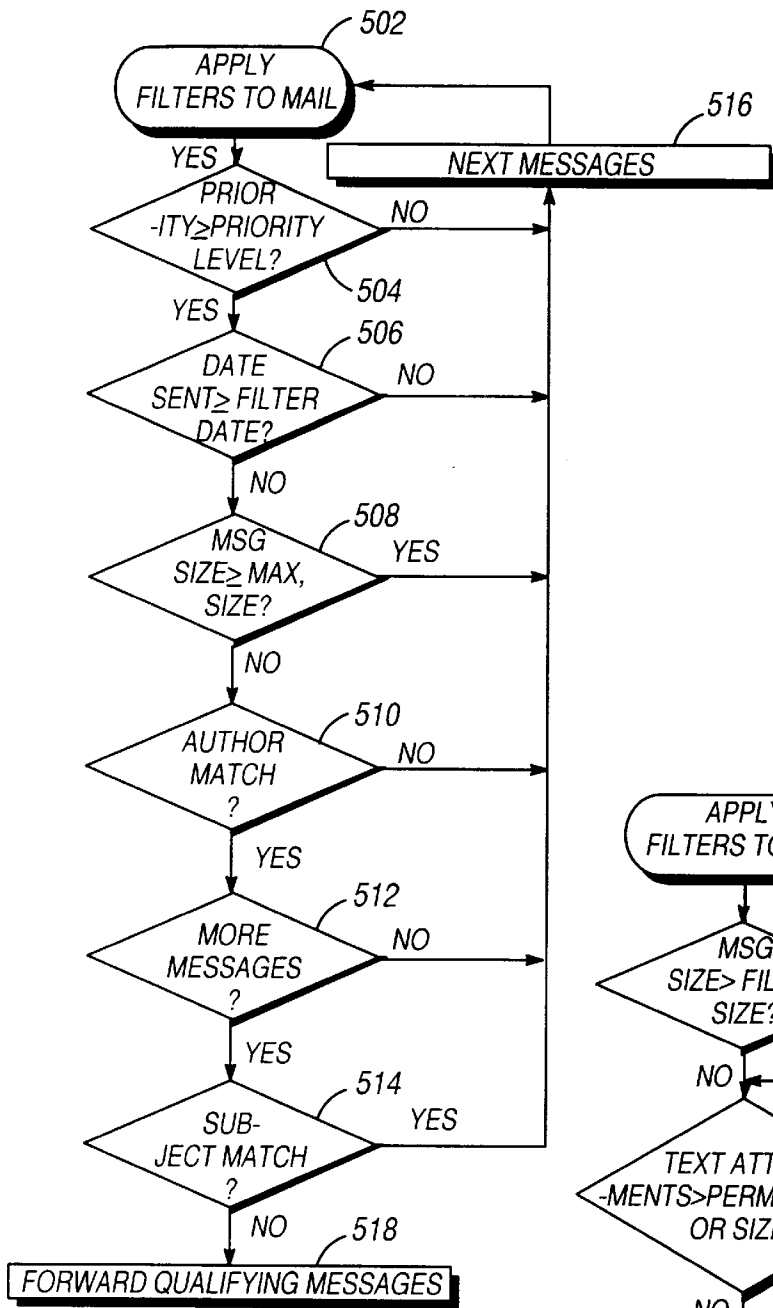 502
APPLY
FILTERS TO MAIL
516
YES
NEXT MESSAGES
PRIOR
-ITY≥PRIORITY
LEVEL?
NO
504
YES
506
DATE
SENT≥ FILTER
DATE?
NO
NO
508
MSG
SIZE≥ MAX,
SIZE?
YES
NO
510
AUTHOR
MATCH
?
NO
YES
512
MORE
MESSAGES
?
NO
YES
514
SUB-
JECT MATCH
?
YES
NO
518
FORWARD QUALIFYING MESSAGES
APPLY
FILTERS TO
MSG
SIZE> FIL
SIZE?
NO
TEXT ATT
-MENTS>PERM
OR SIZ
NO